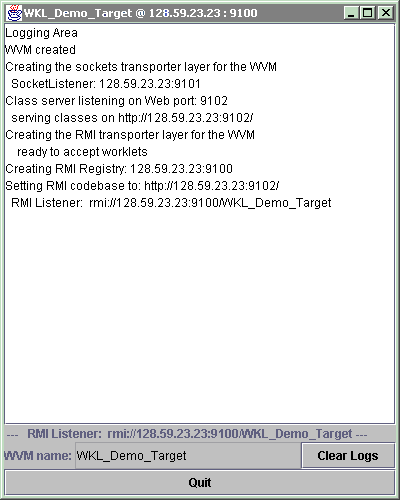 WKL_Demo_Target @ 128.59.23.23 : 9100
Logging Area
WVM created
Creating the sockets transporter layer for the WVM
SocketListener: 128.59.23.23:9101
Class server listening on Web port: 9102
serving classes on http://128.59.23.23:9102/
Creating the RMI transporter layer for the WVM
ready to accept worklets
Creating RMI Registry: 128.59.23.23:9100
Setting RMI codebase to: http://128.59.23.23:9102/
RMI Listener:  rmi://128.59.23.23:9100/WKL_Demo_Target
---  RMI Listener:  rmi://128.59.23.23:9100/WKL_Demo_Target ---
WVM name: WKL_Demo_Target Clear Logs
Quit